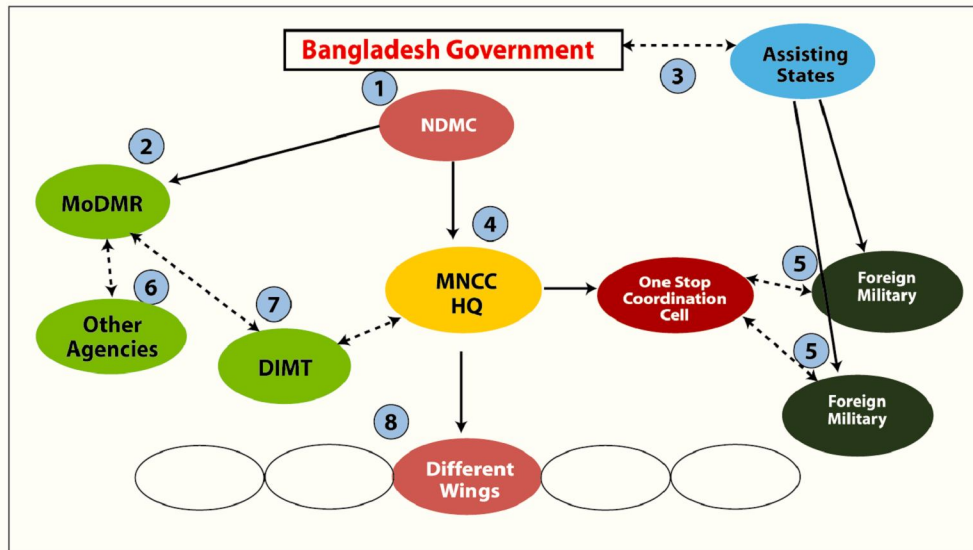 Bangladesh Government
3
Assisting
States
1
NDMC
2
MoDMR
4
MNCC
HQ
One Stop
Coordination
Cell
5
Foreign
Military
6
Other
Agencies
7
DIMT
5
Foreign
Military
8
Different
Wings